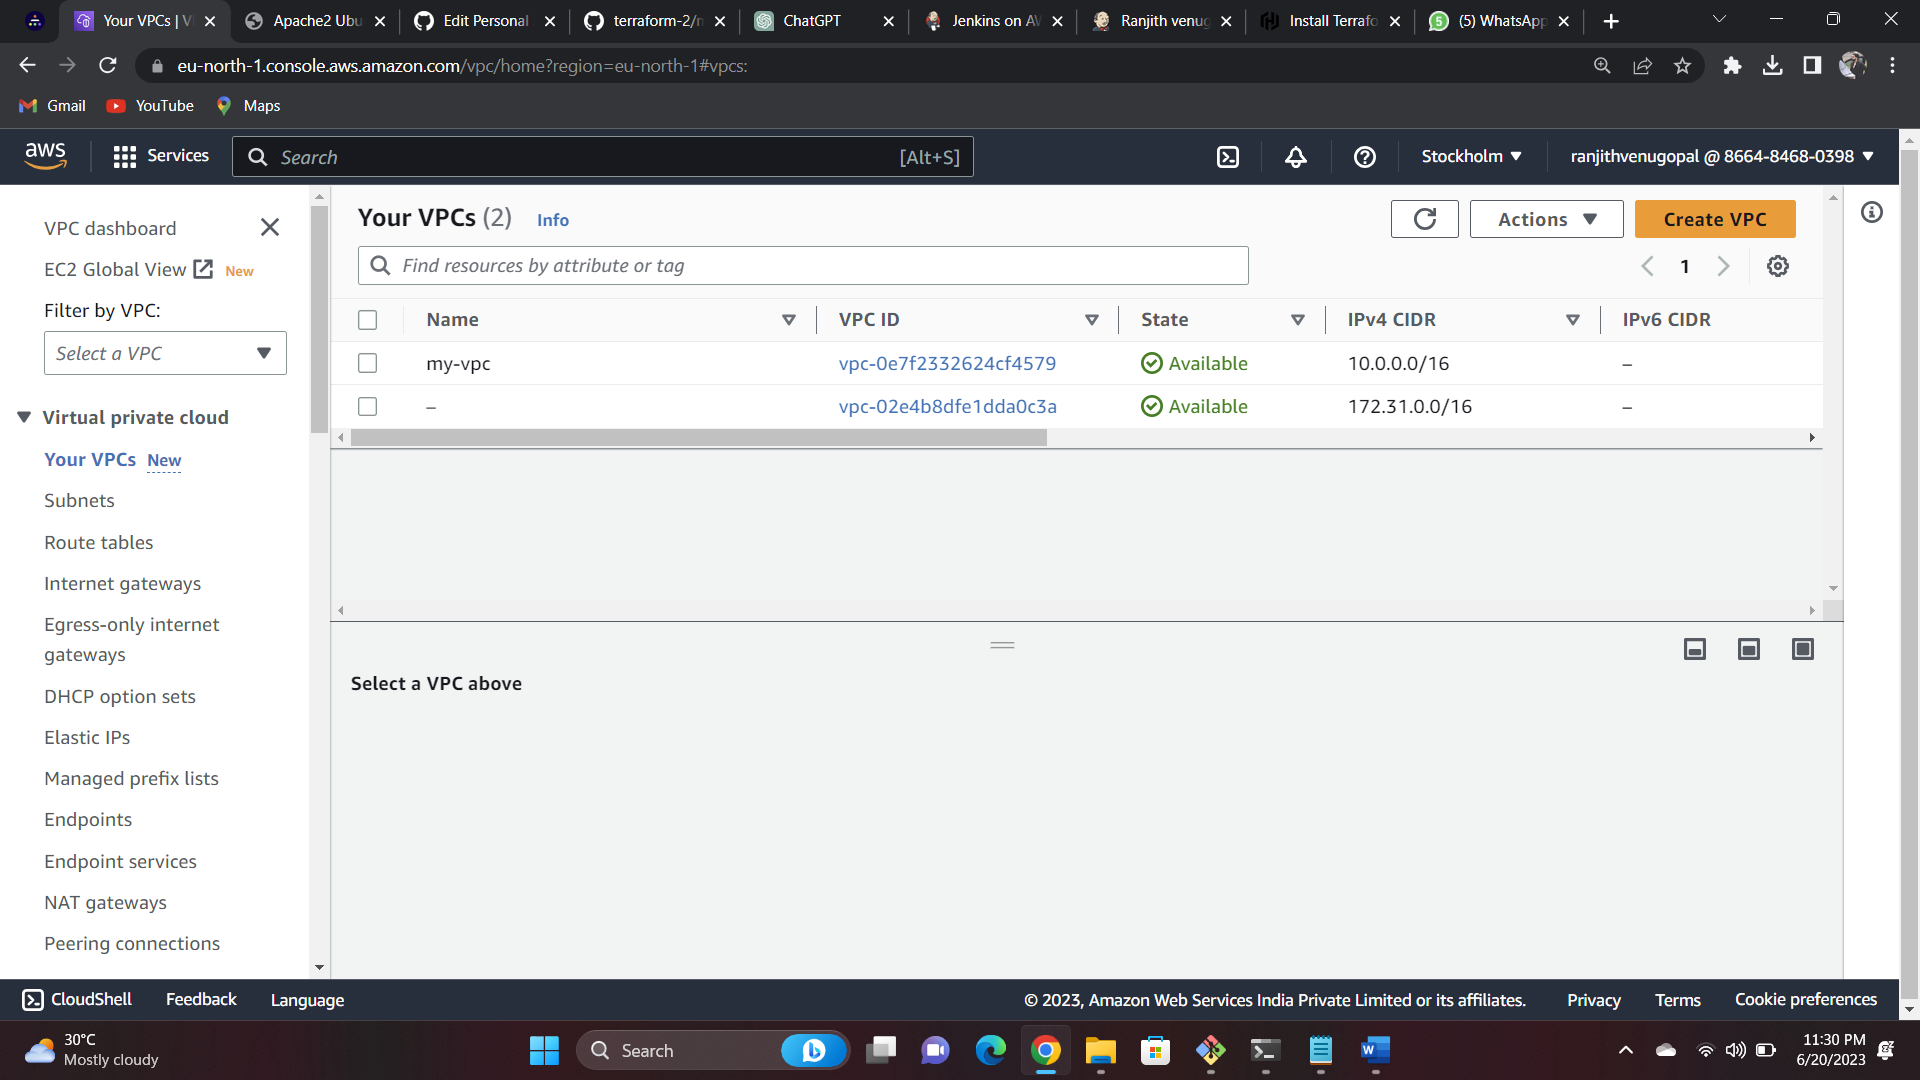 Your VPCs | V
Apache2 Ubu
Edit Personal
terraform-2/
ChatGPT
Jenkins on AW
Ranjith venug
Install Terrafo
(5) WhatsApp
eu-north-1.console.aws.amazon.com/vpc/home?region=eu-north-1#vpcs:
Gmail
YouTube
Maps
aws
Services
Search
[Alt+S]
Stockholm
ranjithvenugopal @ 8664-8468-0398
VPC dashboard
EC2 Global View New
Filter by VPC:
Select a VPC
Virtual private cloud
Your VPCs New
Subnets
Route tables
Internet gateways
Egress-only internet
gateways
DHCP option sets
Elastic IPs
Managed prefix lists
Endpoints
Endpoint services
NAT gateways
Peering connections
Your VPCs (2) Info
Actions
Create VPC
Find resources by attribute or tag
1
Name VPC ID State IPv4 CIDR IPv6 CIDR
my-vpc vpc-0e7f2332624cf4579 Available 10.0.0.0/16 –
– vpc-02e4b8dfe1dda0c3a Available 172.31.0.0/16 –
Select a VPC above
CloudShell Feedback Language
© 2023, Amazon Web Services India Private Limited or its affiliates. Privacy Terms Cookie preferences
30°C
Mostly cloudy
Search
11:30 PM
6/20/2023